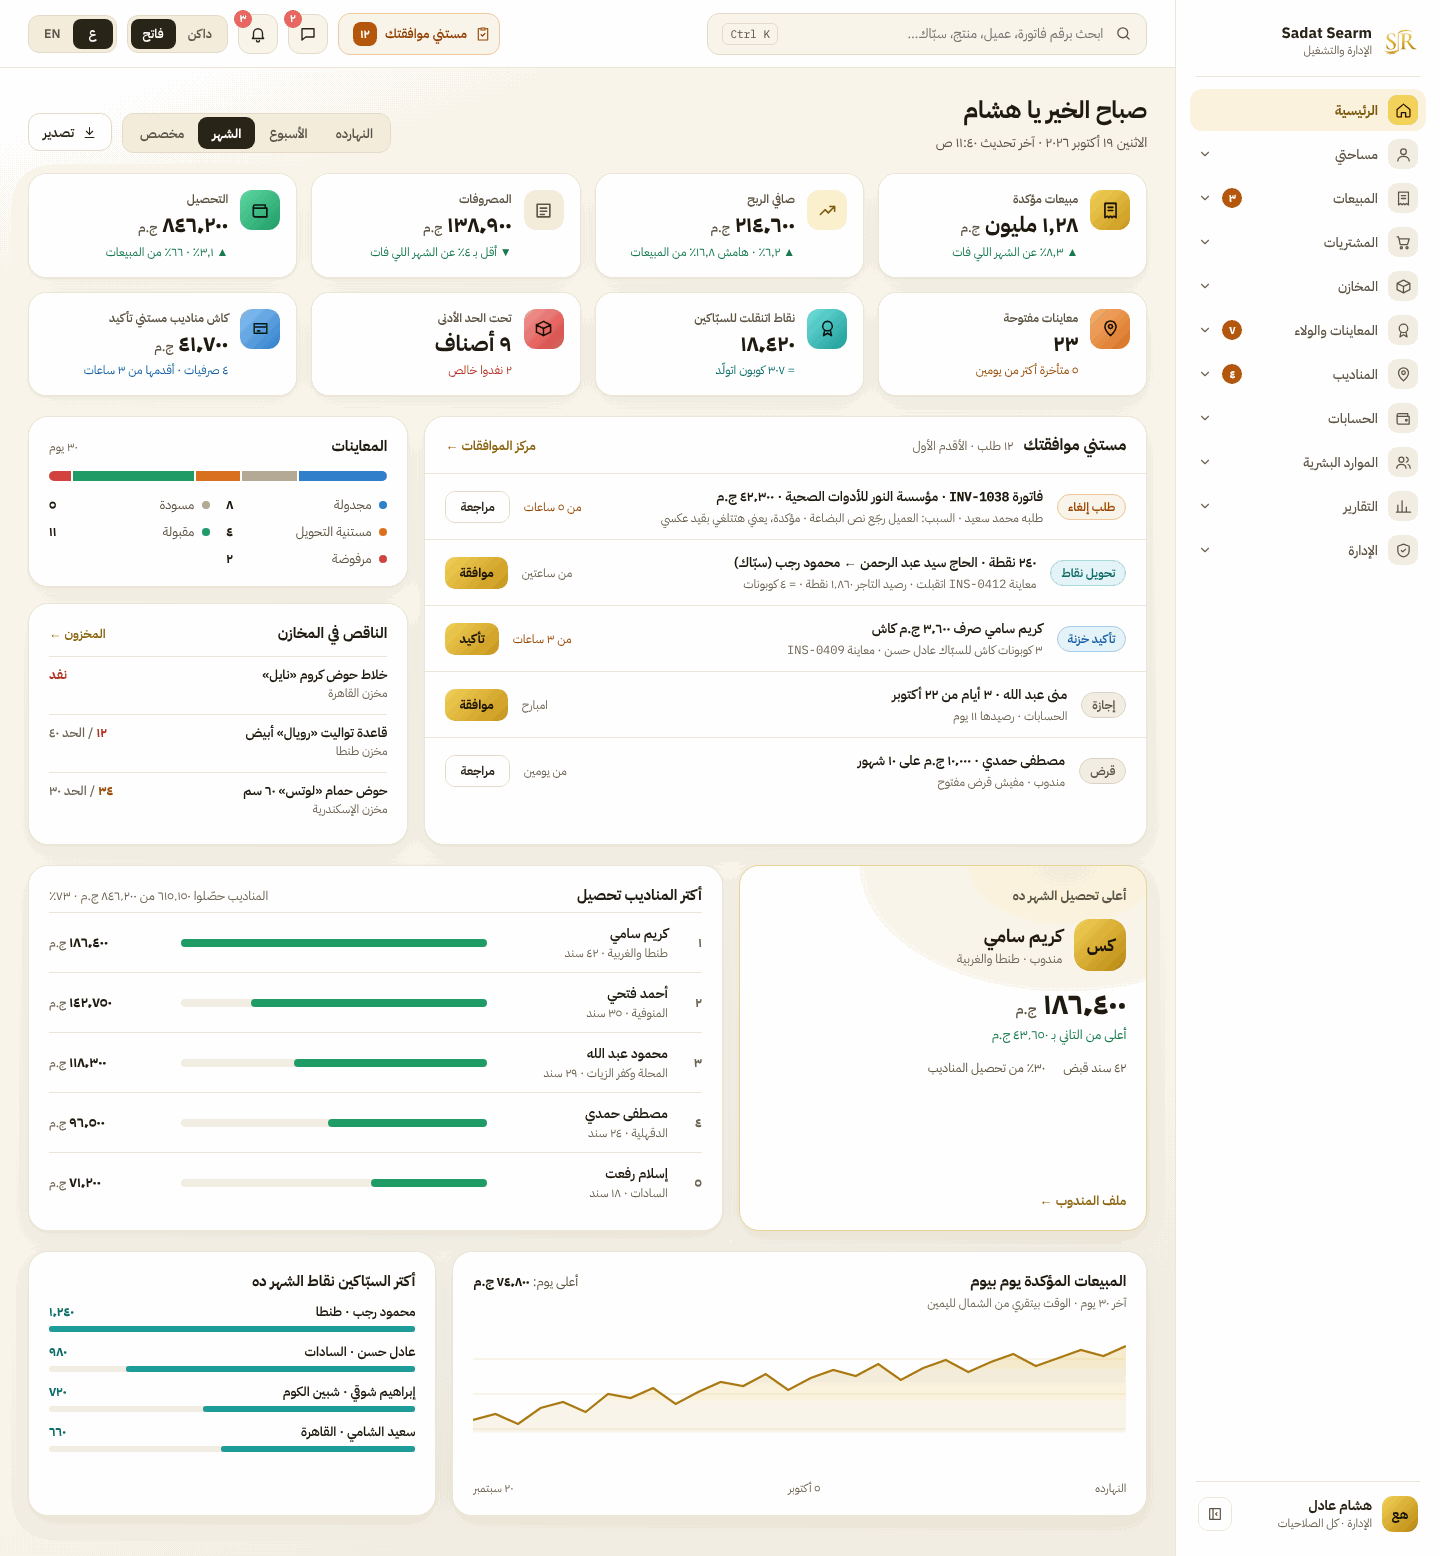 Sadat Searm
الإدارة والتشغيل
SR
الرئيسية
مساحتي
المبيعات ٣
المشتريات
المخازن
المعاينات والولاء ٧
المناديب ٤
الحسابات
الموارد البشرية
التقارير
الإدارة
هشام عادل
الإدارة · كل الصلاحيات
هع
ابحث برقم فاتورة، عميل، منتج، سبّاك... Ctrl K
مستني موافقتك ١٢
٢
٣
داكن فاتح
ع EN
صباح الخير يا هشام
الاثنين ١٩ أكتوبر ٢٠٢٦ · آخر تحديث ١١:٤٠ ص
النهارده الأسبوع الشهر مخصص
تصدير
مبيعات مؤكدة
١,٢٨ مليون ج.م
▲ ٨,٣٪ عن الشهر اللي فات
صافي الربح
٢١٤,٦٠٠ ج.م
▲ ٦,٢٪ · هامش ١٦,٨٪ من المبيعات
المصروفات
١٣٨,٩٠٠ ج.م
▼ أقل بـ ٤٪ عن الشهر اللي فات
التحصيل
٨٤٦,٢٠٠ ج.م
▲ ٣,١٪ · ٦٦٪ من المبيعات
معاينات مفتوحة
٢٣
٥ متأخرة أكتر من يومين
نقاط اتنقلت للسبّاكين
١٨,٤٢٠
= ٣٠٧ كوبون اتولّد
تحت الحد الأدنى
٩ أصناف
٢ نفدوا خالص
كاش مناديب مستني تأكيد
٤١,٧٠٠ ج.م
٤ صرفيات · أقدمها من ٣ ساعات
مستني موافقتك ١٢ طلب · الأقدم الأول
مركز الموافقات ←
طلب إلغاء
فاتورة INV-1038 · مؤسسة النور للأدوات الصحية · ٤٢,٣٠٠ ج.م
طلبه محمد سعيد · السبب: العميل رجّع نص البضاعة · مؤكدة، يعني هتتلغي بقيد عكسي
من ٥ ساعات
مراجعة
تحويل نقاط
٢٤٠ نقطة · الحاج سيد عبد الرحمن ← محمود رجب (سبّاك)
معاينة INS-0412 اتقبلت · رصيد التاجر ١,٨٦٠ نقطة · = ٤ كوبونات
من ساعتين
موافقة
تأكيد خزنة
كريم سامي صرف ٣,٦٠٠ ج.م كاش
٣ كوبونات كاش للسبّاك عادل حسن · معاينة INS-0409
من ٣ ساعات
تأكيد
إجازة
منى عبد الله · ٣ أيام من ٢٢ أكتوبر
الحسابات · رصيدها ١١ يوم
امبارح
موافقة
قرض
مصطفى حمدي · ١٠,٠٠٠ ج.م على ١٠ شهور
مندوب · مفيش قرض مفتوح
من يومين
مراجعة
المعاينات
٣٠ يوم
مجدولة ٨
مسودة ٥
مستنية التحويل ٤
مقبولة ١١
مرفوضة ٢
الناقص في المخازن
المخزون ←
خلاط حوض كروم «نايل»
مخزن القاهرة
نفد
قاعدة تواليت «رويال» أبيض
مخزن طنطا
١٢ / الحد ٤٠
حوض حمام «لوتس» ٦٠ سم
مخزن الإسكندرية
٣٤ / الحد ٣٠
أعلى تحصيل الشهر ده
كس
كريم سامي
مندوب · طنطا والغربية
١٨٦,٤٠٠ ج.م
أعلى من التاني بـ ٤٣,٦٥٠ ج.م
٤٢ سند قبض ٣٠٪ من تحصيل المناديب
ملف المندوب ←
أكتر المناديب تحصيل
المناديب حصّلوا ٦١٥,١٥٠ من ٨٤٦,٢٠٠ ج.م · ٧٣٪
١
كريم سامي
طنطا والغربية · ٤٢ سند
١٨٦,٤٠٠ ج.م
٢
أحمد فتحي
المنوفية · ٣٥ سند
١٤٢,٧٥٠ ج.م
٣
محمود عبد الله
المحلة وكفر الزيات · ٢٩ سند
١١٨,٣٠٠ ج.م
٤
مصطفى حمدي
الدقهلية · ٢٤ سند
٩٦,٥٠٠ ج.م
٥
إسلام رفعت
السادات · ١٨ سند
٧١,٢٠٠ ج.م
المبيعات المؤكدة يوم بيوم
آخر ٣٠ يوم · الوقت بيتقري من الشمال لليمين
أعلى يوم: ٧٤,٨٠٠ ج.م
النهارده
٥ أكتوبر
٢٠ سبتمبر
أكتر السبّاكين نقاط الشهر ده
محمود رجب · طنطا ١,٢٤٠
عادل حسن · السادات ٩٨٠
إبراهيم شوقي · شبين الكوم ٧٢٠
سعيد الشامي · القاهرة ٦٦٠